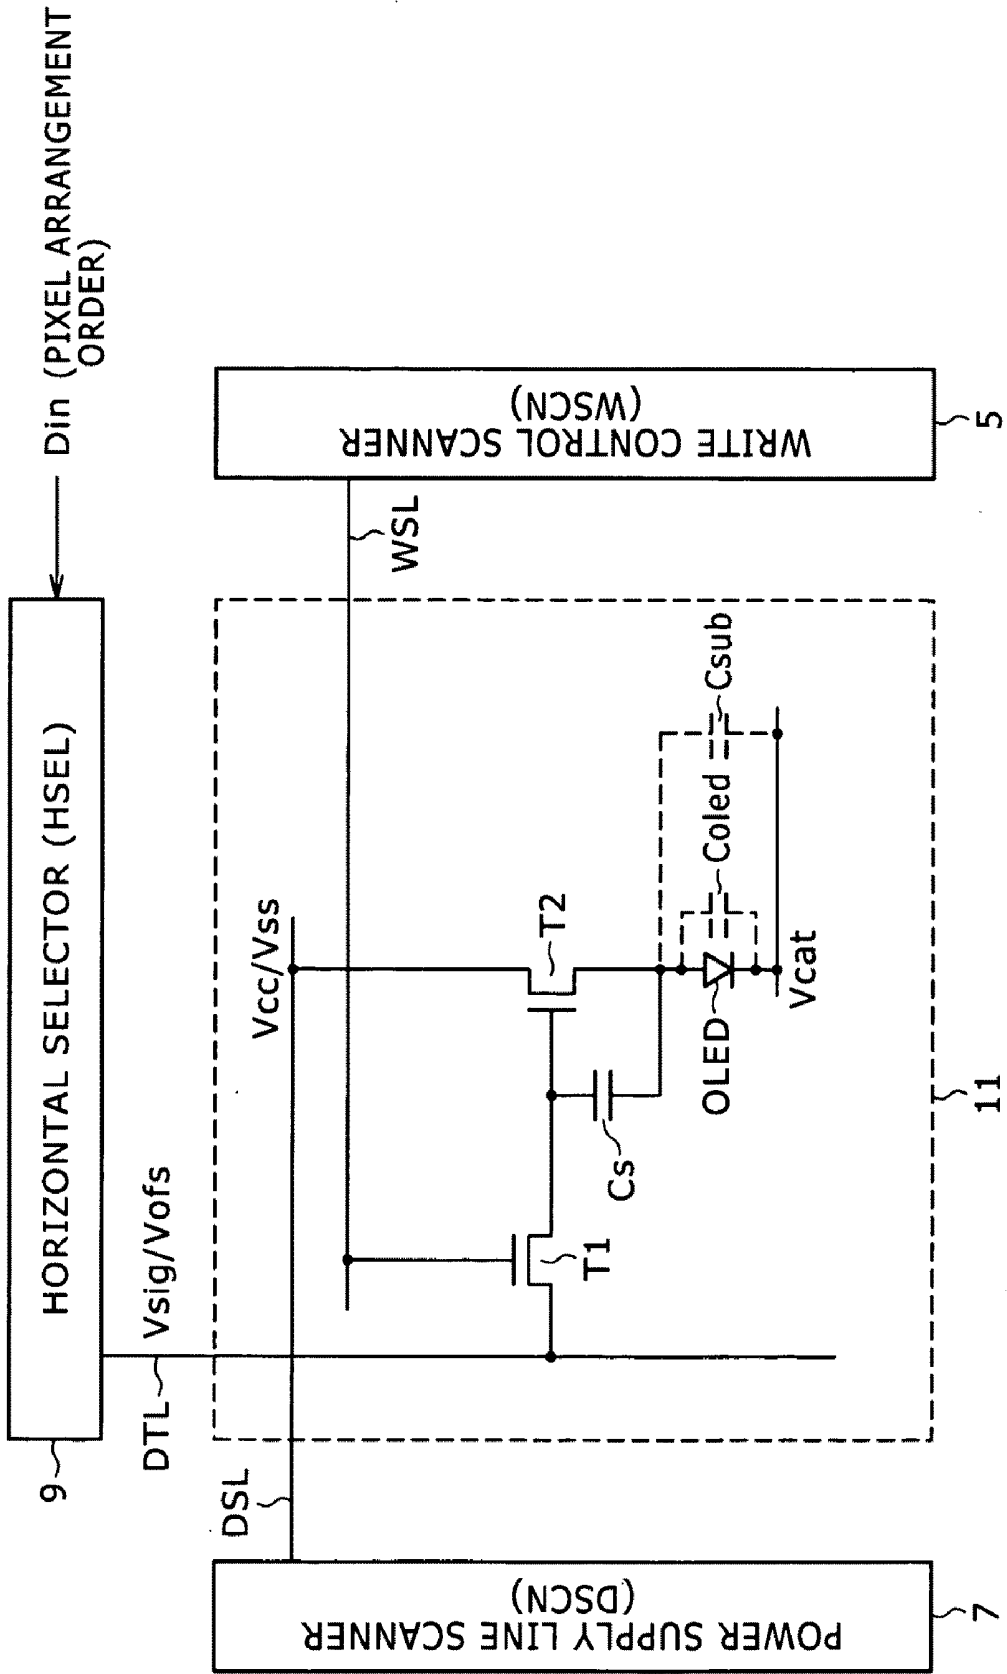 HORIZONTAL SELECTOR (HSEL)
Din (PIXEL ARRANGEMENT
ORDER)
9
DTL
Vsig/Vofs
DSL
Vcc/Vss
WSL
POWER SUPPLY LINE SCANNER
(DSCN)
7
WRITE CONTROL SCANNER
(WSCN)
5
T1
T2
Cs
OLED
Coled
Csub
Vcat
11